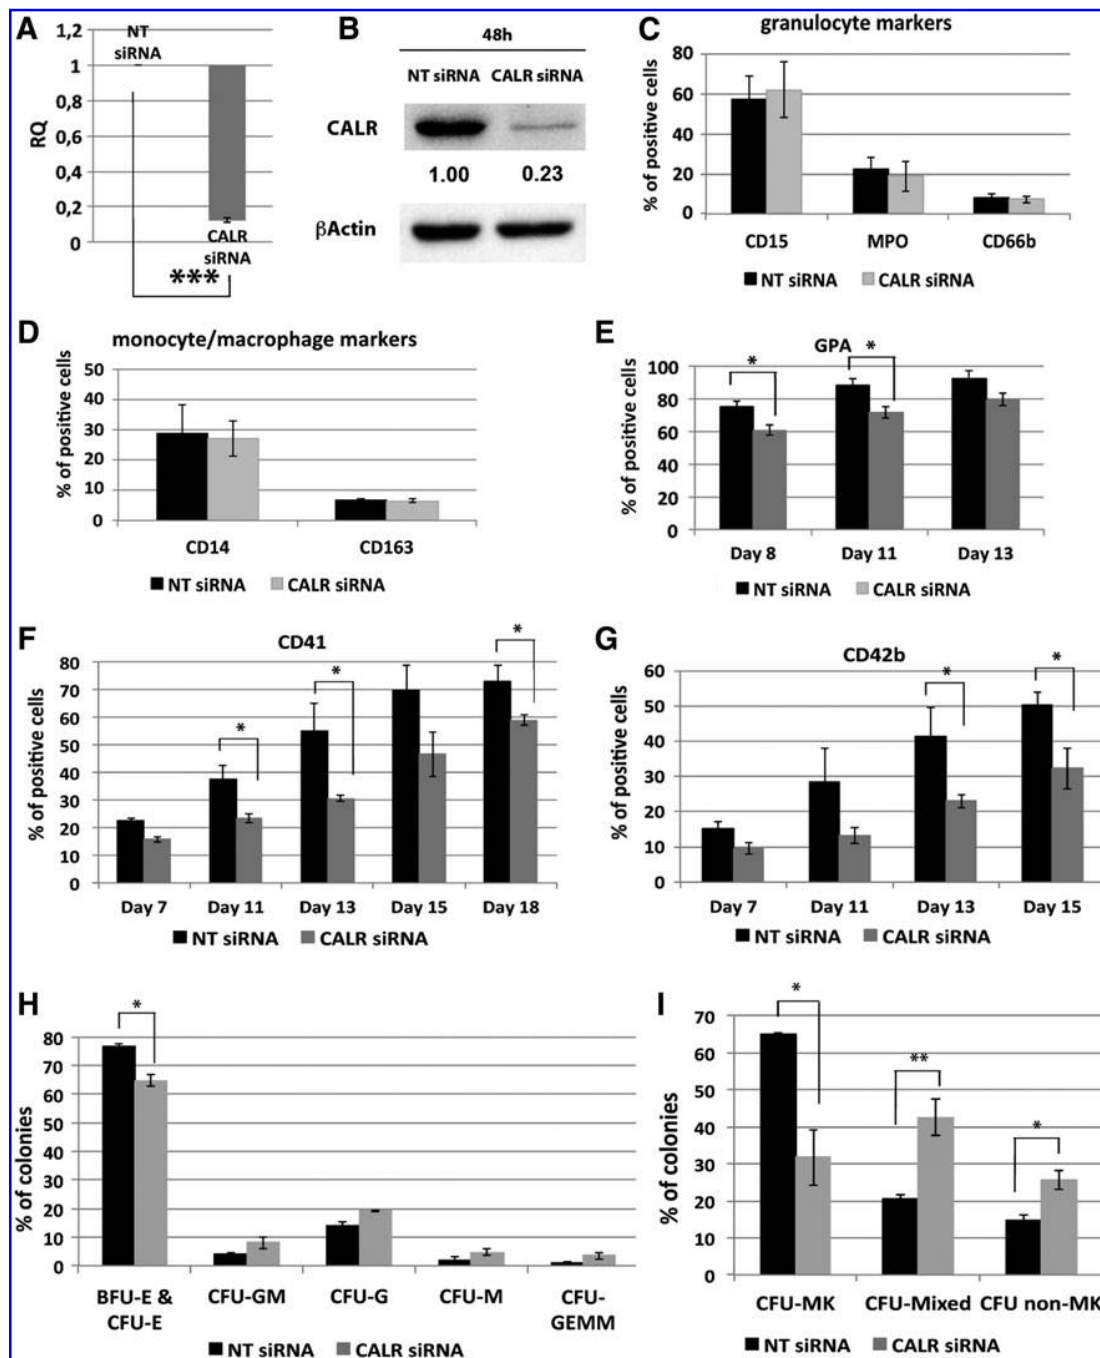 A
1,2
1
0,8
0,6
0,4
0,2
0
RQ
NT
siRNA
CALR
siRNA
***
B
48h
NT siRNA CALR siRNA
CALR
1.00 0.23
βActin
C
granulocyte markers
% of positive cells
80
60
40
20
0
CD15 MPO CD66b
NT siRNA CALR siRNA
D
monocyte/macrophage markers
% of positive cells
50
40
30
20
10
0
CD14 CD163
NT siRNA CALR siRNA
E
GPA
* *
% of positive cells
100
80
60
40
20
0
Day 8 Day 11 Day 13
NT siRNA CALR siRNA
F
CD41
* * *
% of positive cells
80
70
60
50
40
30
20
10
0
Day 7 Day 11 Day 13 Day 15 Day 18
NT siRNA CALR siRNA
G
CD42b
* *
% of positive cells
60
50
40
30
20
10
0
Day 7 Day 11 Day 13 Day 15
NT siRNA CALR siRNA
H
*
% of colonies
80
70
60
50
40
30
20
10
0
BFU-E & CFU-GM CFU-G CFU-M CFU-
CFU-E GEMM
NT siRNA CALR siRNA
I
* ** *
% of colonies
70
60
50
40
30
20
10
0
CFU-MK CFU-Mixed CFU non-MK
NT siRNA CALR siRNA